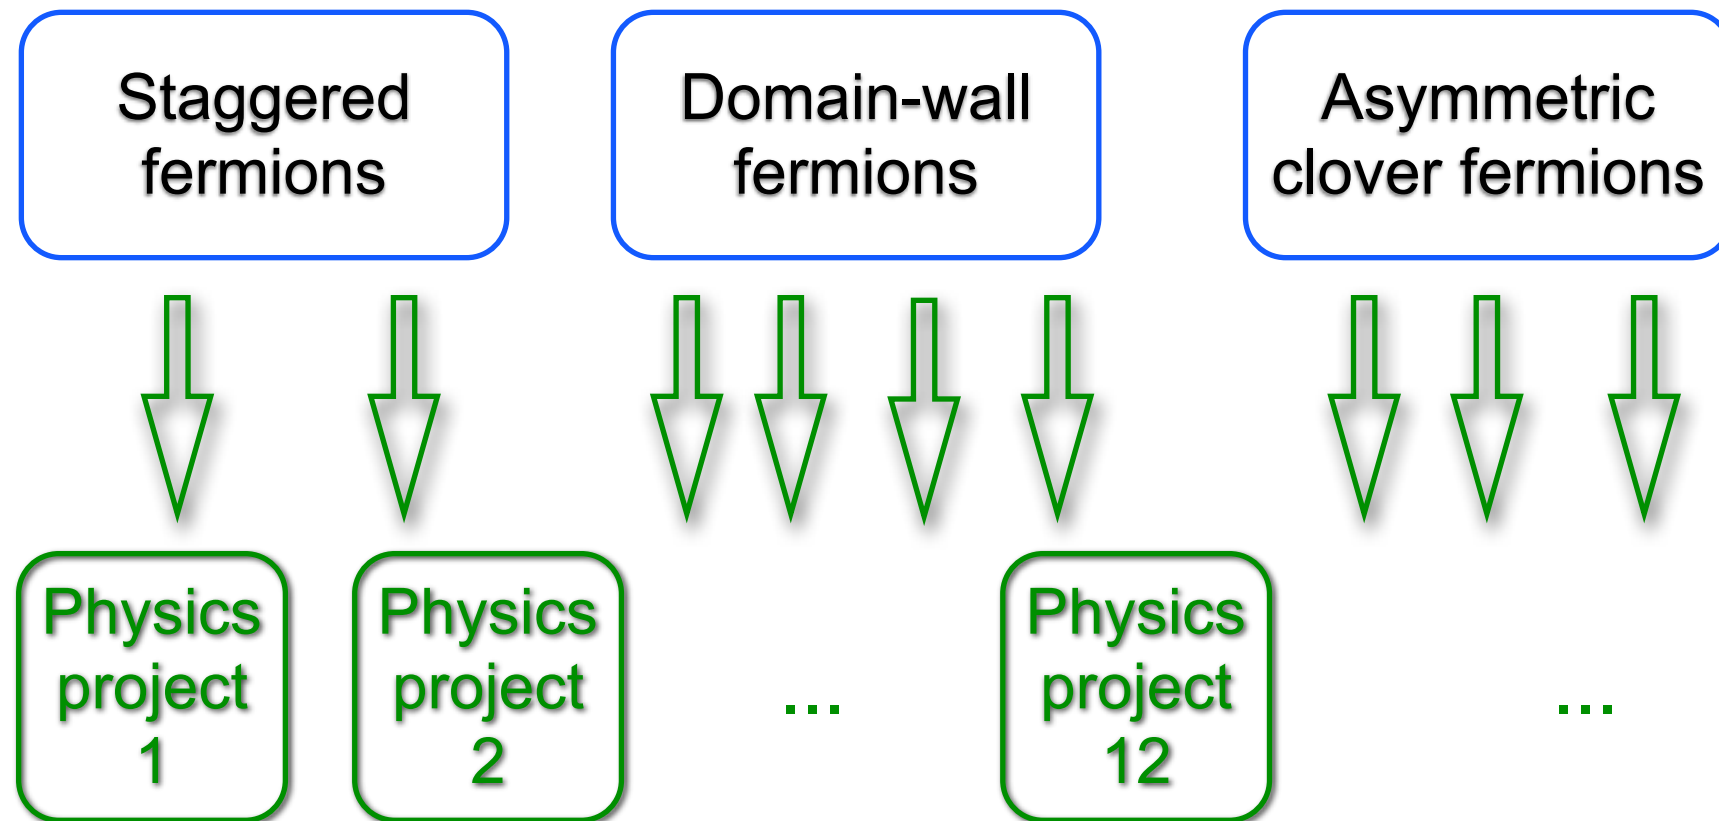 Staggered
fermions
Domain-wall
fermions
Asymmetric
clover fermions
Physics
project
1
Physics
project
2
...
Physics
project
12
...